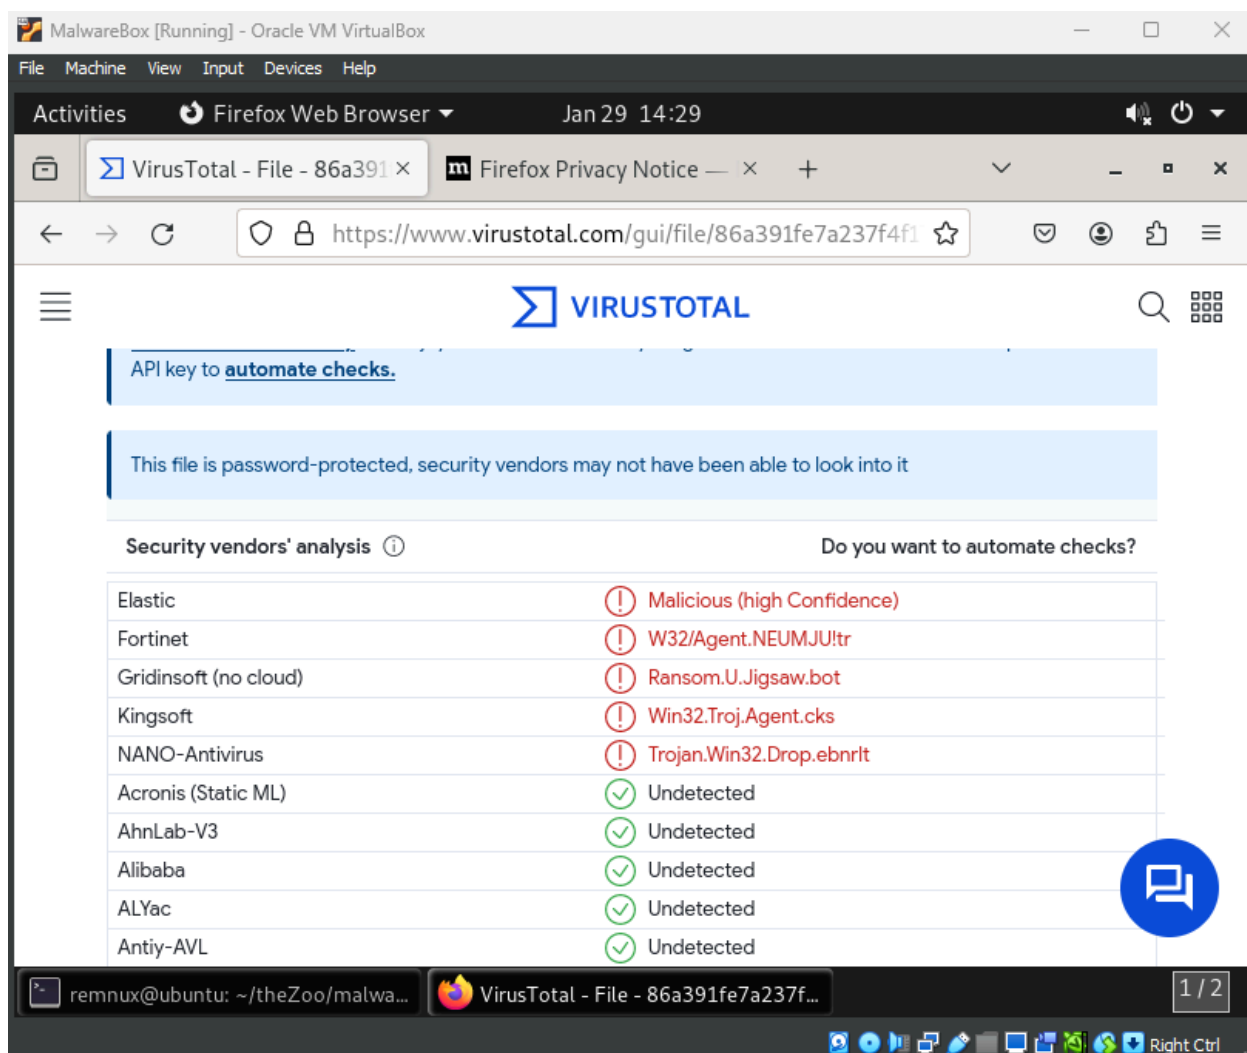 MalwareBox [Running] - Oracle VM VirtualBox
File Machine View Input Devices Help
Activities Firefox Web Browser Jan 29 14:29
VirusTotal - File - 86a391 Firefox Privacy Notice —
https://www.virustotal.com/gui/file/86a391fe7a237f4f1
VIRUSTOTAL
API key to automate checks.
This file is password-protected, security vendors may not have been able to look into it
Security vendors' analysis Do you want to automate checks?
Elastic Malicious (high Confidence)
Fortinet W32/Agent.NEUMJU!tr
Gridinsoft (no cloud) Ransom.U.Jigsaw.bot
Kingsoft Win32.Troj.Agent.cks
NANO-Antivirus Trojan.Win32.Drop.ebnrlt
Acronis (Static ML) Undetected
AhnLab-V3 Undetected
Alibaba Undetected
ALYac Undetected
Antiy-AVL Undetected
remnux@ubuntu: ~/theZoo/malwa... VirusTotal - File - 86a391fe7a237f... 1 / 2
Right Ctrl